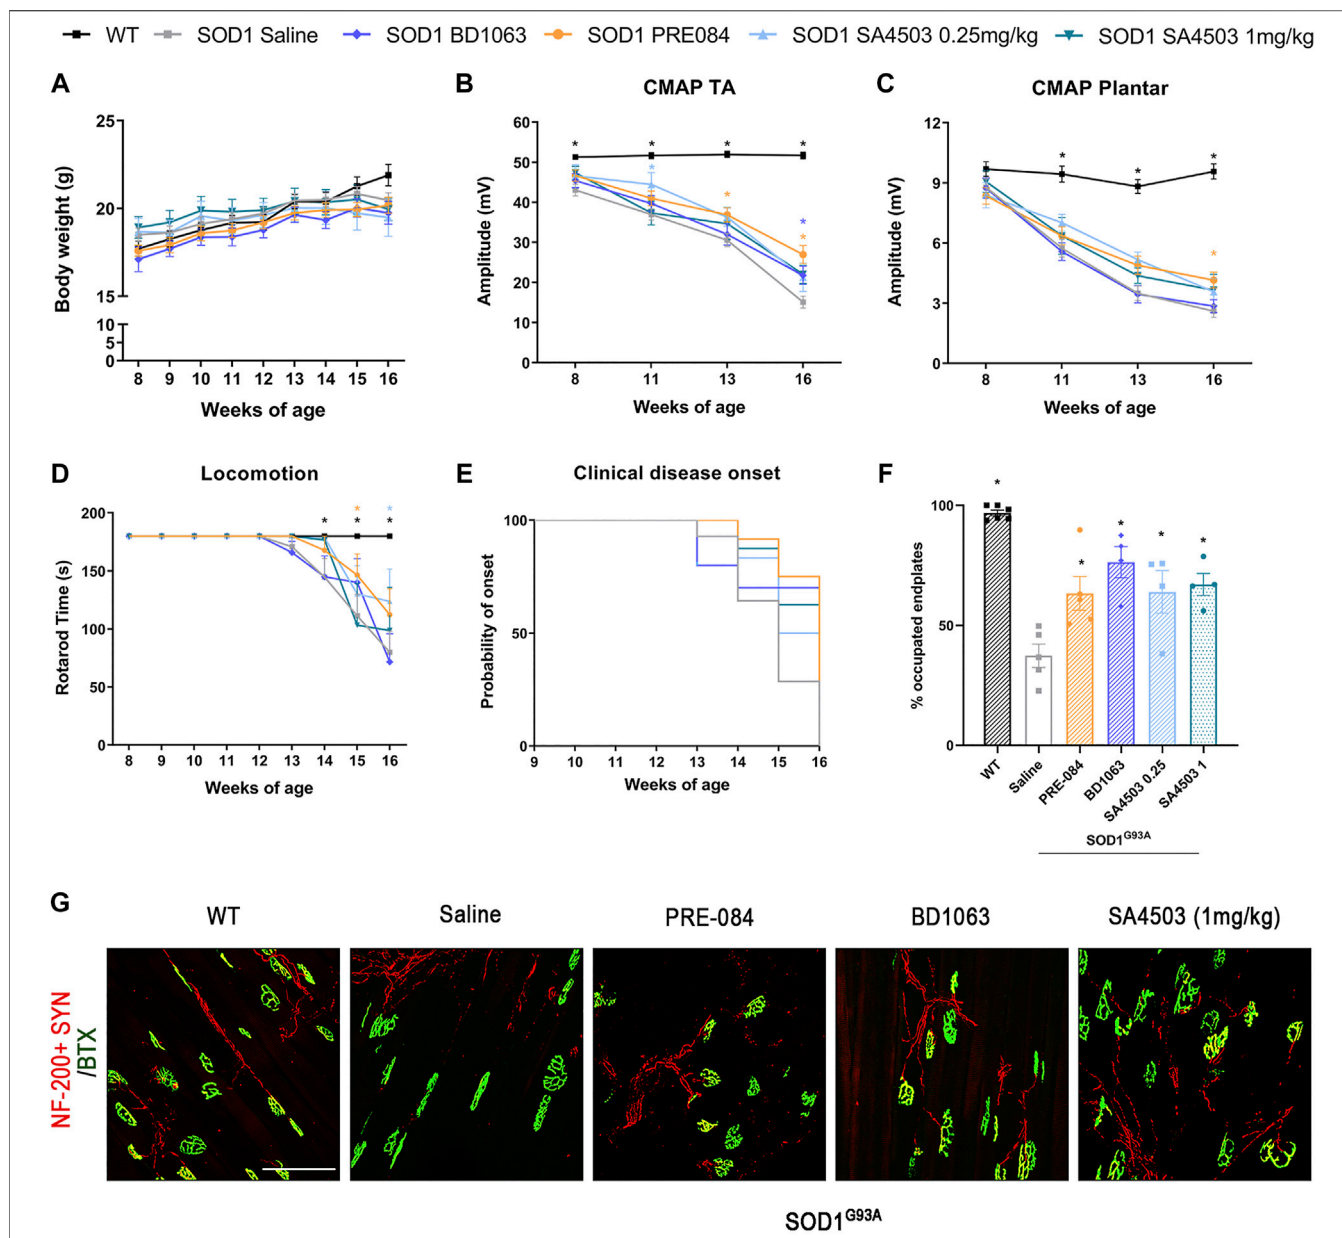 WT SOD1 Saline SOD1 BD1063 SOD1 PRE084 SOD1 SA4503 0.25mg/kg SOD1 SA4503 1mg/kg
A
Body weight (g)
25
20
15
10
5
0
8 9 10 11 12 13 14 15 16
Weeks of age
B
CMAP TA
Amplitude (mV)
60
50
40
30
20
10
0
* * * *
*
*
*
*
8 11 13 16
Weeks of age
C
CMAP Plantar
Amplitude (mV)
12
9
6
3
0
* * *
*
8 11 13 16
Weeks of age
D
Locomotion
Rotarod Time (s)
200
150
100
50
0
* *
* * *
8 9 10 11 12 13 14 15 16
Weeks of age
E
Clinical disease onset
Probability of onset
100
50
0
9 10 11 12 13 14 15 16
Weeks of age
F
% occupated endplates
100
50
0
* * * * *
WT
Saline
PRE-084
BD1063
SA4503 0.25
SA4503 1
SOD1G93A
G
WT Saline PRE-084 BD1063 SA4503 (1mg/kg)
NF-200+ SYN
/BTX
SOD1G93A